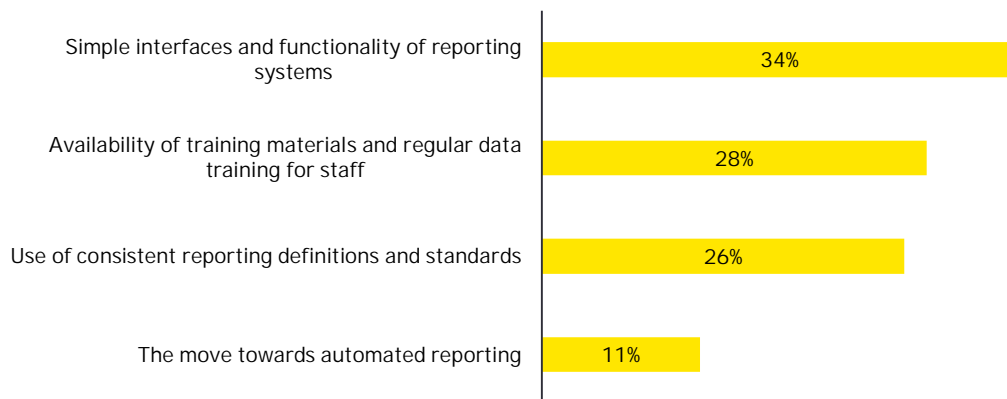 Simple interfaces and functionality of reporting
systems
34%
Availability of training materials and regular data
training for staff
28%
Use of consistent reporting definitions and standards
26%
The move towards automated reporting
11%